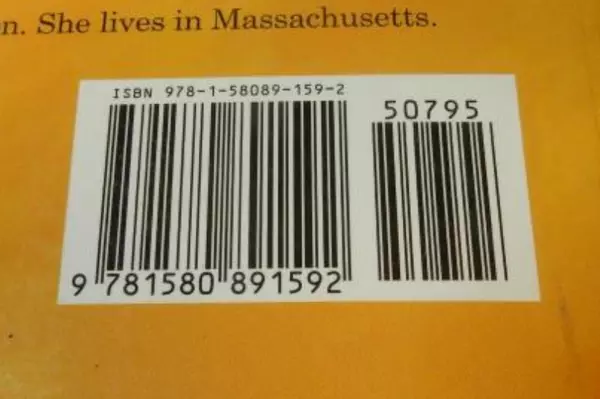 n. She lives in Massachusetts.
ISBN 978-1-58089-159-2
50795
9 781580 891592